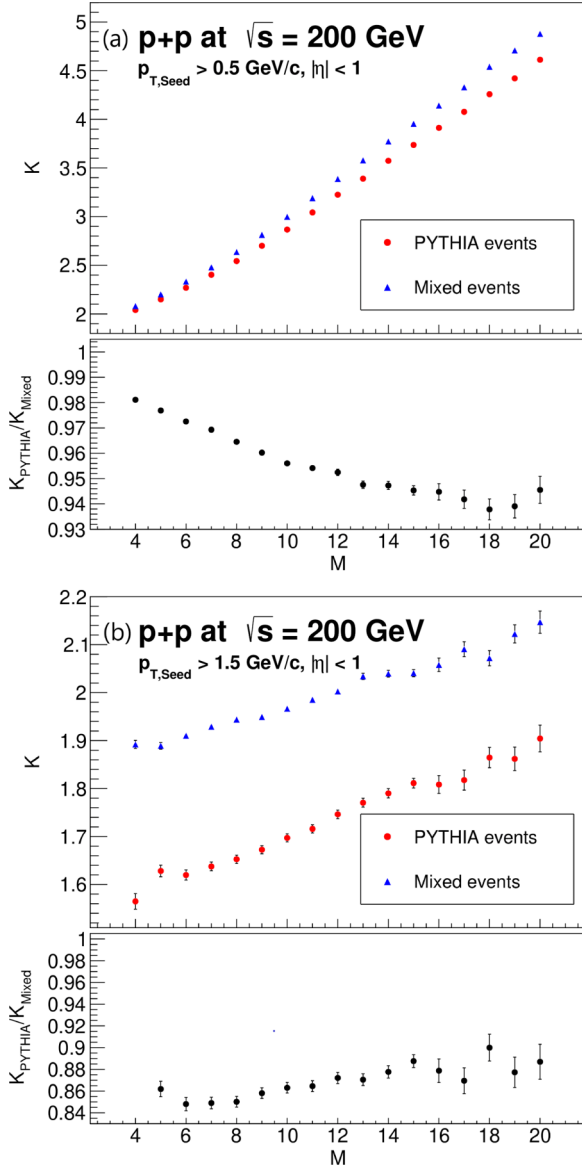 (a) p+p at √s = 200 GeV
p_T,Seed > 0.5 GeV/c, |η| < 1
5
4.5
4
3.5
3
2.5
2
K
PYTHIA events
Mixed events
1
0.99
0.98
0.97
0.96
0.95
0.94
0.93
K_PYTHIA/K_Mixed
4 6 8 10 12 14 16 18 20
M
(b) p+p at √s = 200 GeV
p_T,Seed > 1.5 GeV/c, |η| < 1
2.2
2.1
2
1.9
1.8
1.7
1.6
K
PYTHIA events
Mixed events
1
0.98
0.96
0.94
0.92
0.9
0.88
0.86
0.84
K_PYTHIA/K_Mixed
4 6 8 10 12 14 16 18 20
M